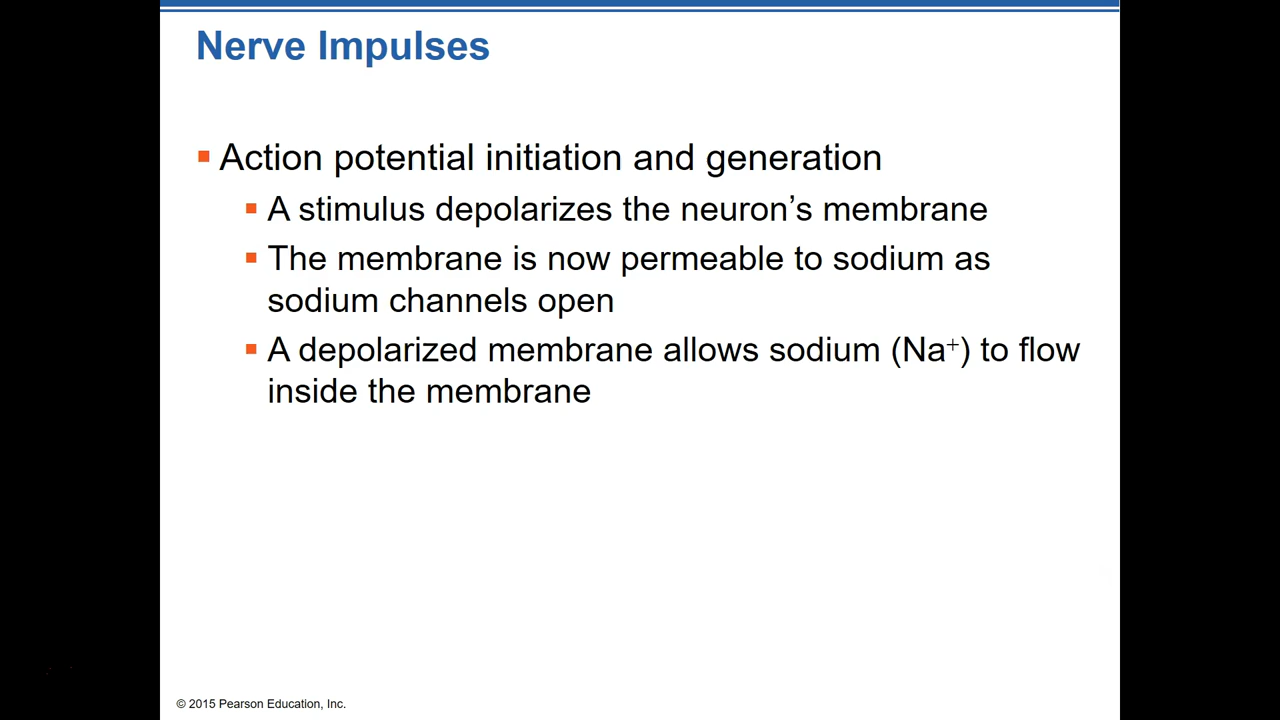 Nerve Impulses
Action potential initiation and generation
A stimulus depolarizes the neuron’s membrane
The membrane is now permeable to sodium as
sodium channels open
A depolarized membrane allows sodium (Na⁺) to flow
inside the membrane
© 2015 Pearson Education, Inc.